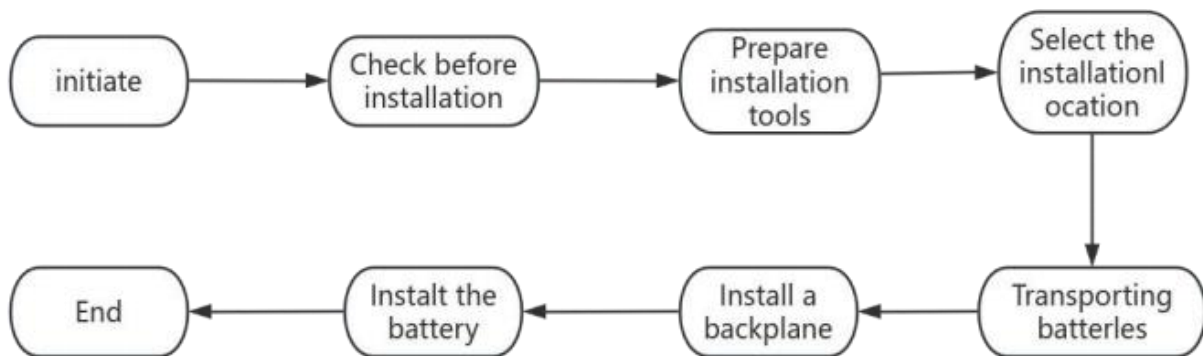 initiate
Check before
installation
Prepare
installation
tools
Select the
installationl
ocation
Transporting
batterles
Install a
backplane
Instalt the
battery
End